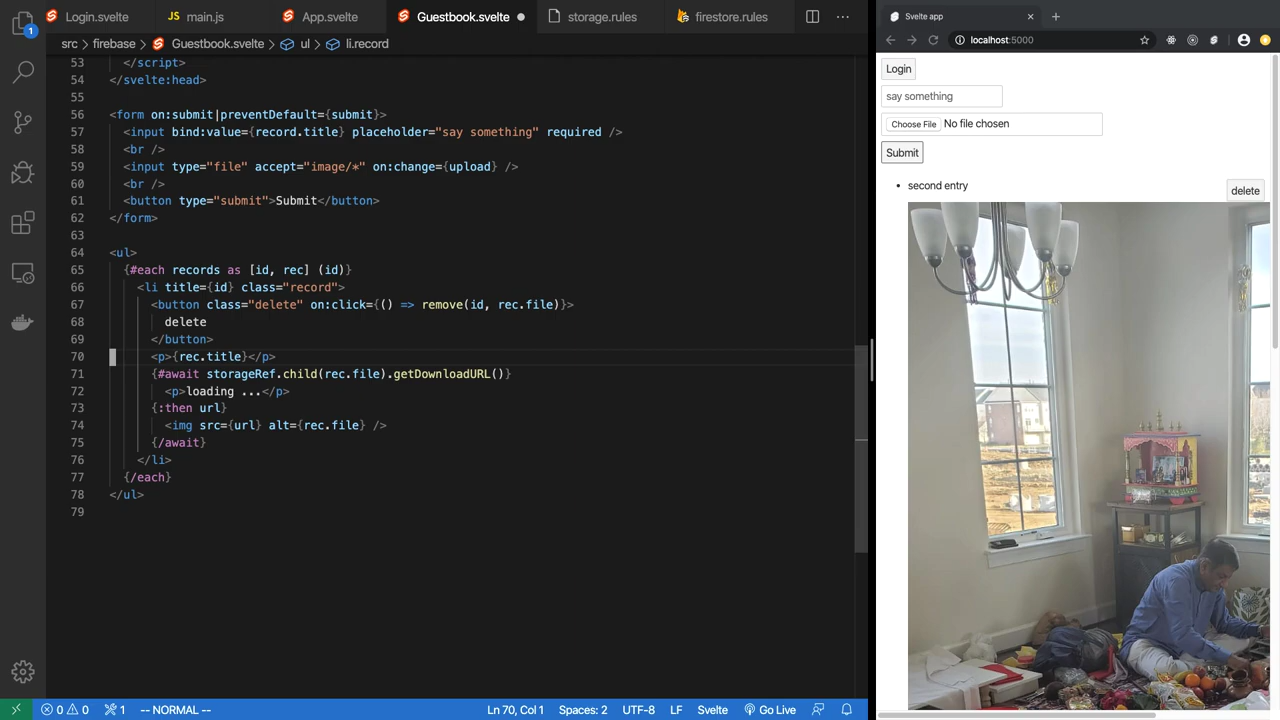 Login.svelte
JS main.js
App.svelte
Guestbook.svelte
storage.rules
firestore.rules
1
src > firebase > Guestbook.svelte > ul > li.record
53 </script>
54 </svelte:head>
55
56 <form on:submit|preventDefault={submit}>
57 <input bind:value={record.title} placeholder="say something" required />
58 <br />
59 <input type="file" accept="image/*" on:change={upload} />
60 <br />
61 <button type="submit">Submit</button>
62 </form>
63
64 <ul>
65 {#each records as [id, rec] (id)}
66 <li title={id} class="record">
67 <button class="delete" on:click={() => remove(id, rec.file)}>
68 delete
69 </button>
70 <p>{rec.title}</p>
71 {#await storageRef.child(rec.file).getDownloadURL()}
72 <p>loading ...</p>
73 {:then url}
74 <img src={url} alt={rec.file} />
75 {/await}
76 </li>
77 {/each}
78 </ul>
79
0 0 1 -- NORMAL -- Ln 70, Col 1 Spaces: 2 UTF-8 LF Svelte Go Live
Svelte app
localhost:5000
Login
say something
Choose File No file chosen
Submit
• second entry
delete